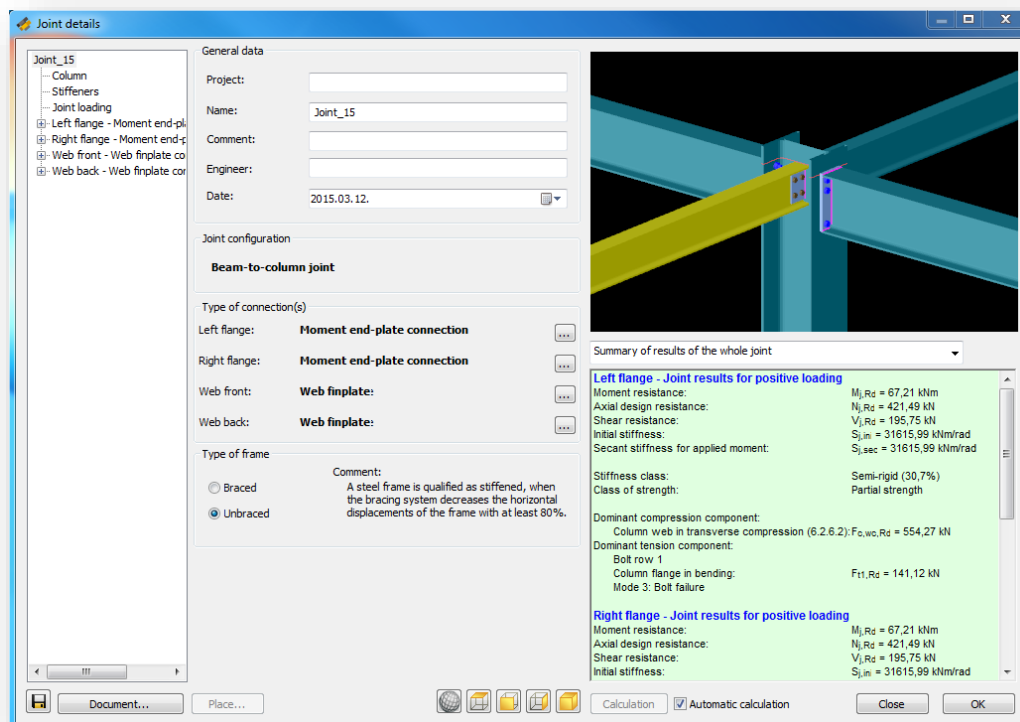 Joint details
Joint_15
Column
Stiffeners
Joint loading
Left flange - Moment end-pl
Right flange - Moment end-p
Web front - Web finplate co
Web back - Web finplate cor
General data
Project:
Name: Joint_15
Comment:
Engineer:
Date: 2015.03.12.
Joint configuration
Beam-to-column joint
Type of connection(s)
Left flange: Moment end-plate connection ...
Right flange: Moment end-plate connection ...
Web front: Web finplate: ...
Web back: Web finplate: ...
Type of frame
Braced
Unbraced
Comment:
A steel frame is qualified as stiffened, when
the bracing system decreases the horizontal
displacements of the frame with at least 80%.
Summary of results of the whole joint
Left flange - Joint results for positive loading
Moment resistance: Mj,Rd = 67,21 kNm
Axial design resistance: Nj,Rd = 421,49 kN
Shear resistance: Vj,Rd = 195,75 kN
Initial stiffness: Sj,ini = 31615,99 kNm/rad
Secant stiffness for applied moment: Sj,sec = 31615,99 kNm/rad
Stiffness class: Semi-rigid (30,7%)
Class of strength: Partial strength
Dominant compression component:
Column web in transverse compression (6.2.6.2): Fc,wc,Rd = 554,27 kN
Dominant tension component:
Bolt row 1
Column flange in bending: Ft1,Rd = 141,12 kN
Mode 3: Bolt failure
Right flange - Joint results for positive loading
Moment resistance: Mj,Rd = 67,21 kNm
Axial design resistance: Nj,Rd = 421,49 kN
Shear resistance: Vj,Rd = 195,75 kN
Initial stiffness: Sj,ini = 31615,99 kNm/rad
Document... Place... Calculation Automatic calculation Close OK